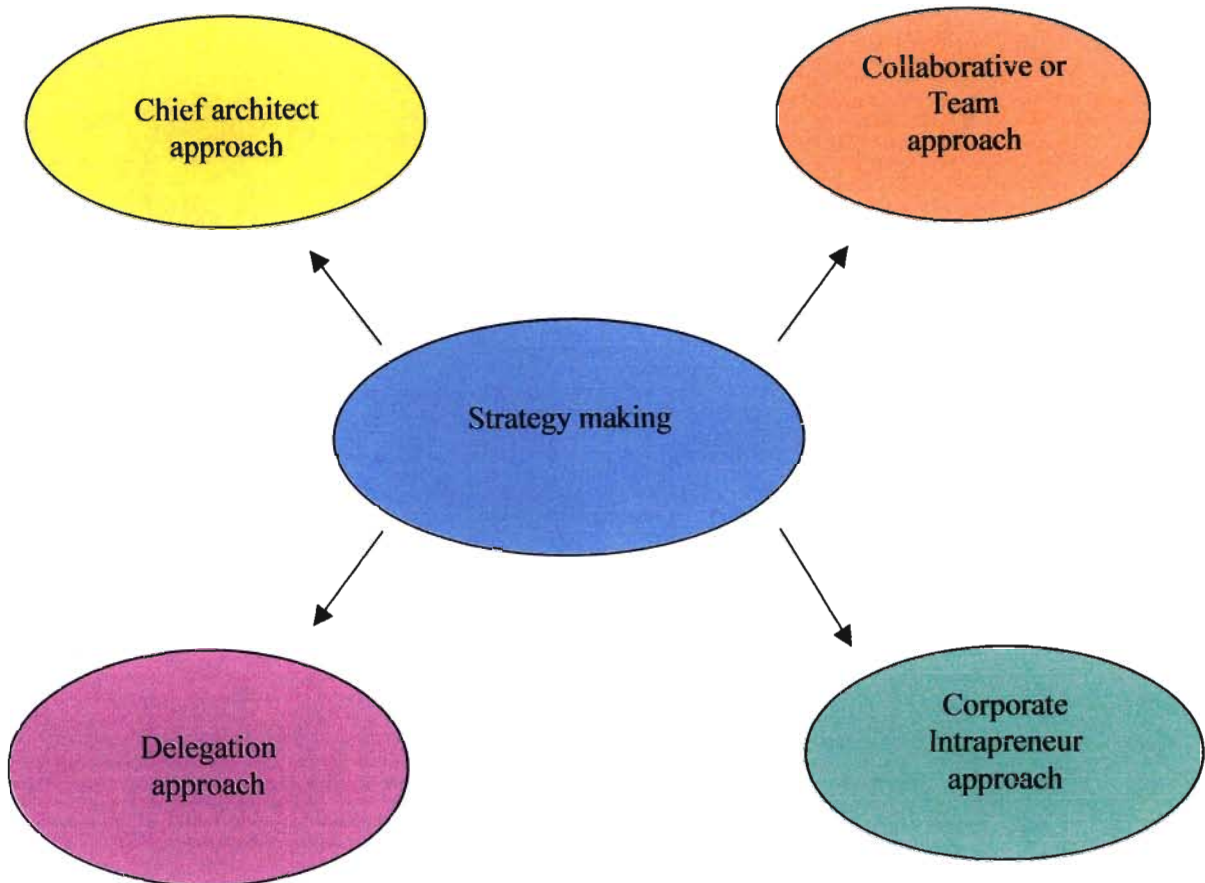 Chief architect
approach
Collaborative or
Team
approach
Strategy making
Delegation
approach
Corporate
Intrapreneur
approach